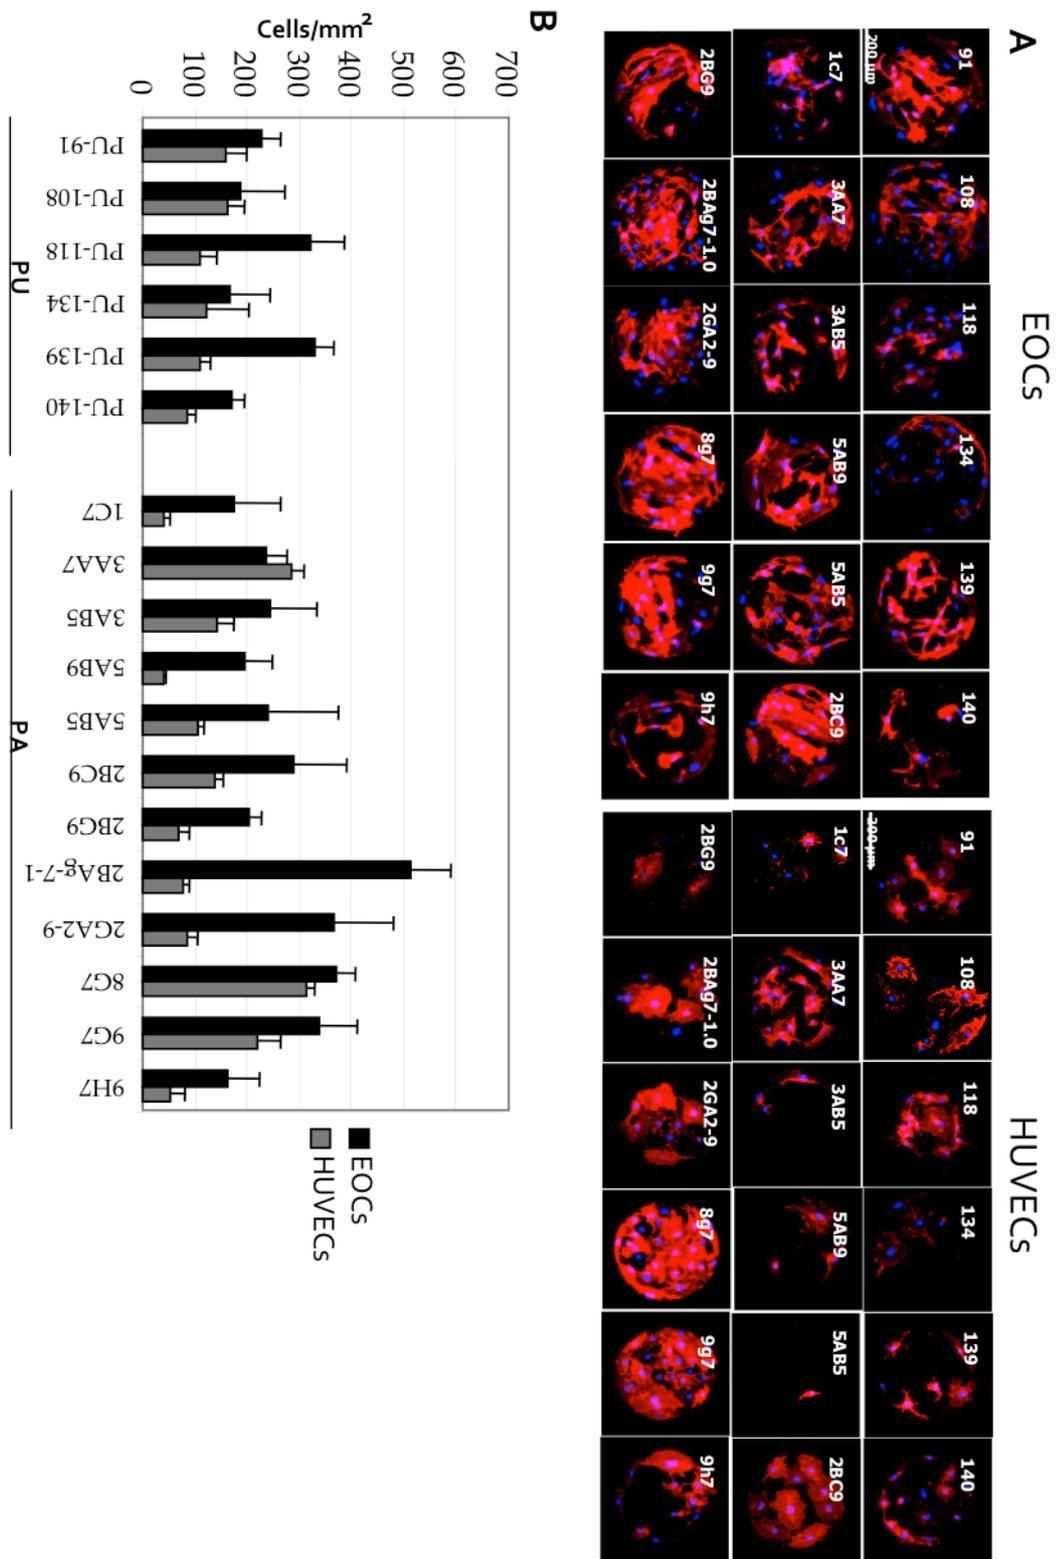 A
EOCs
HUVECs
91
108
118
134
139
140
200 µm
1c7
3AA7
3AB5
5AB9
5AB5
2BC9
2BG9
2BAg7-1.0
2GA2-9
8g7
9g7
9h7
91
108
118
134
139
140
200 µm
1c7
3AA7
3AB5
5AB9
5AB5
2BC9
2BG9
2BAg7-1.0
2GA2-9
8g7
9g7
9h7
B
Cells/mm²
700
600
500
400
300
200
100
0
EOCs
HUVECs
PU-91
PU-108
PU-118
PU-134
PU-139
PU-140
1C7
3AA7
3AB5
5AB9
5AB5
2BC9
2BG9
2BAg-7-1
2GA2-9
8G7
9G7
9H7
PU
PA